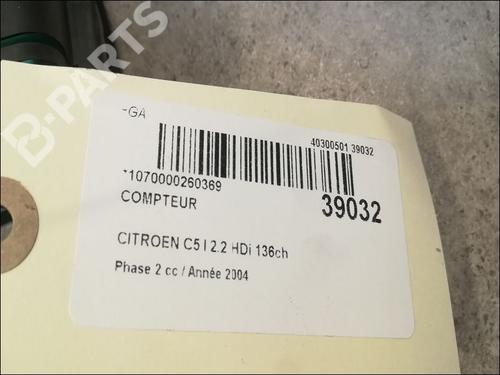 B-PARTS
-GA
40300501 39032
*1070000260369
39032
COMPTEUR
CITROEN C5 I 2.2 HDi 136ch
Phase 2 cc / Année 2004